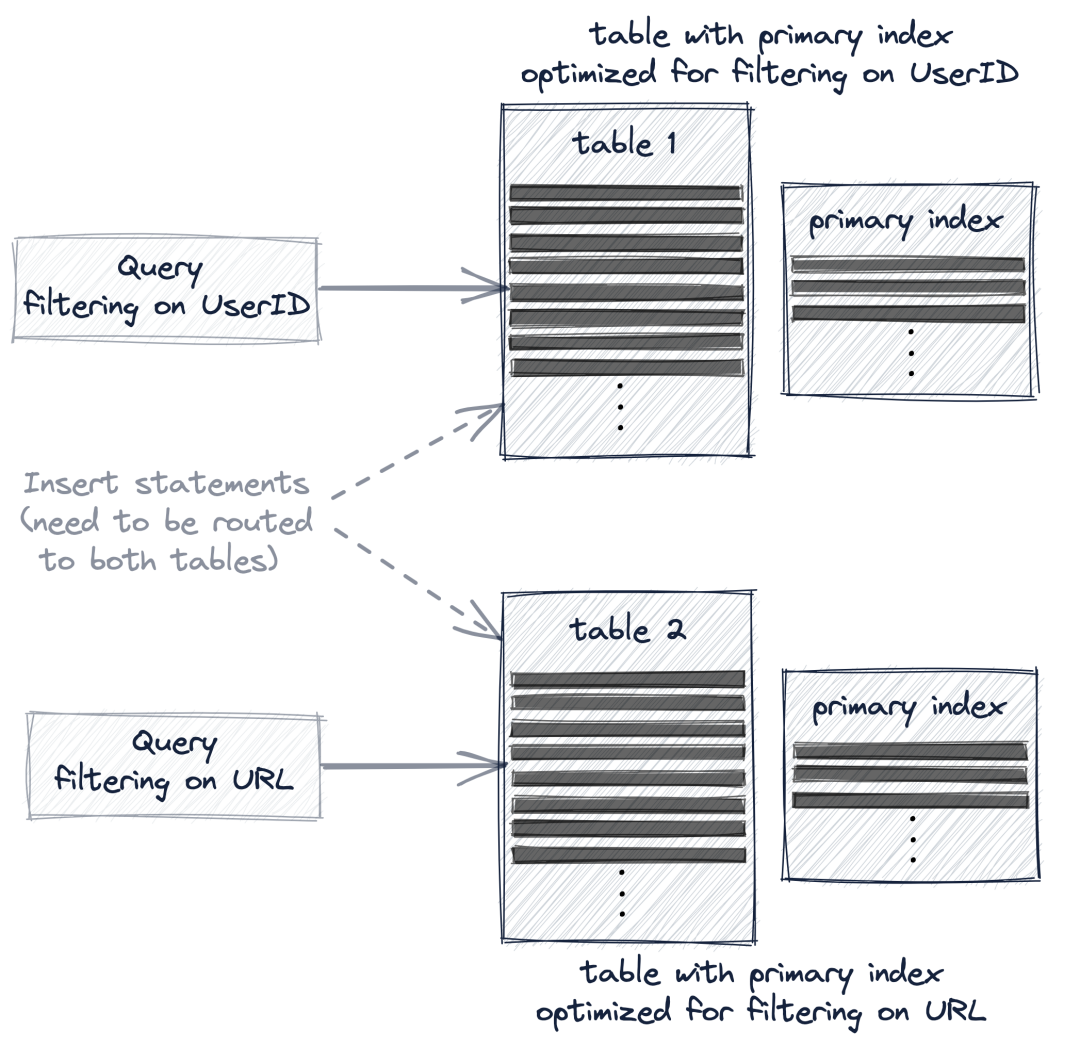 table with primary index
optimized for filtering on UserID
table 1
primary index
Query
filtering on UserID
Insert statements
(need to be routed
to both tables)
table 2
primary index
Query
filtering on URL
table with primary index
optimized for filtering on URL